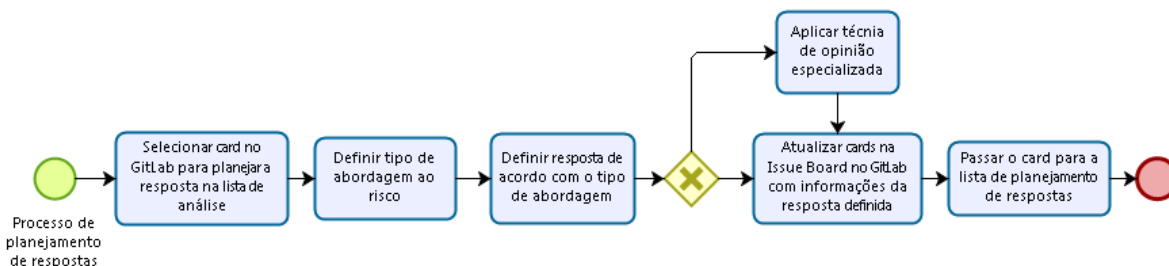 Aplicar técnia
de opinião
especializada
Selecionar card no
GitLab para planejar a
resposta na lista de
análise
Definir tipo de
abordagem ao
risco
Definir resposta de
acordo com o tipo
de abordagem
Atualizar cards na
Issue Board no GitLab
com informações da
resposta definida
Passar o card para a
lista de planejamento
de respostas
Processo de
planejamento
de respostas